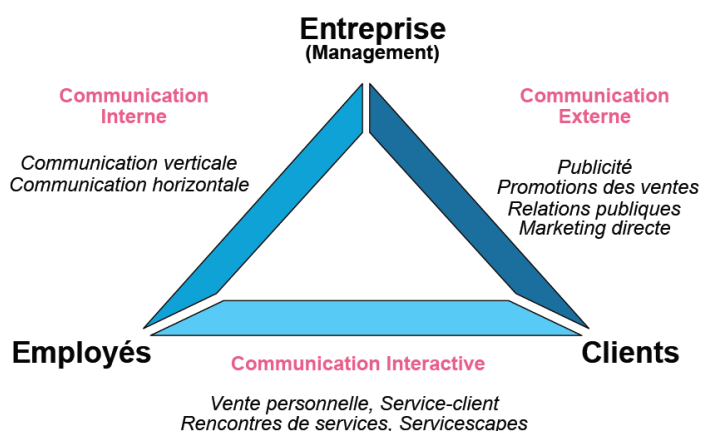 Entreprise
(Management)
Communication
Interne
Communication verticale
Communication horizontale
Communication
Externe
Publicité
Promotions des ventes
Relations publiques
Marketing directe
Employés
Clients
Communication Interactive
Vente personnelle, Service-client
Rencontres de services, Servicescapes